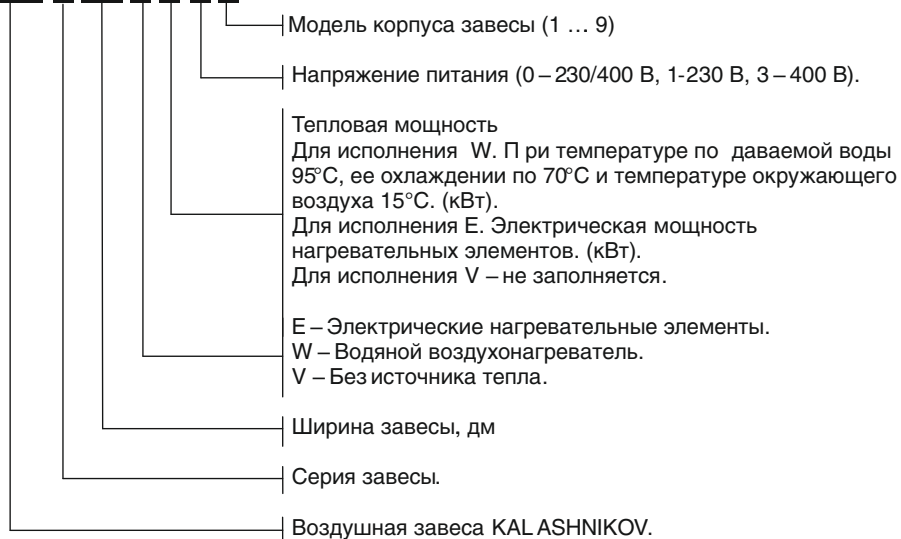 Модель корпуса завесы (1 … 9)
Напряжение питания (0 – 230/400 В, 1-230 В, 3 – 400 В).
Тепловая мощность
Для исполнения W. П ри температуре по даваемой воды
95°С, ее охлаждении по 70°С и температуре окружающего
воздуха 15°С. (кВт).
Для исполнения Е. Электрическая мощность
нагревательных элементов. (кВт).
Для исполнения V – не заполняется.
Е – Электрические нагревательные элементы.
W – Водяной воздухонагреватель.
V – Без источника тепла.
Ширина завесы, дм
Серия завесы.
Воздушная завеса KAL ASHNIKOV.